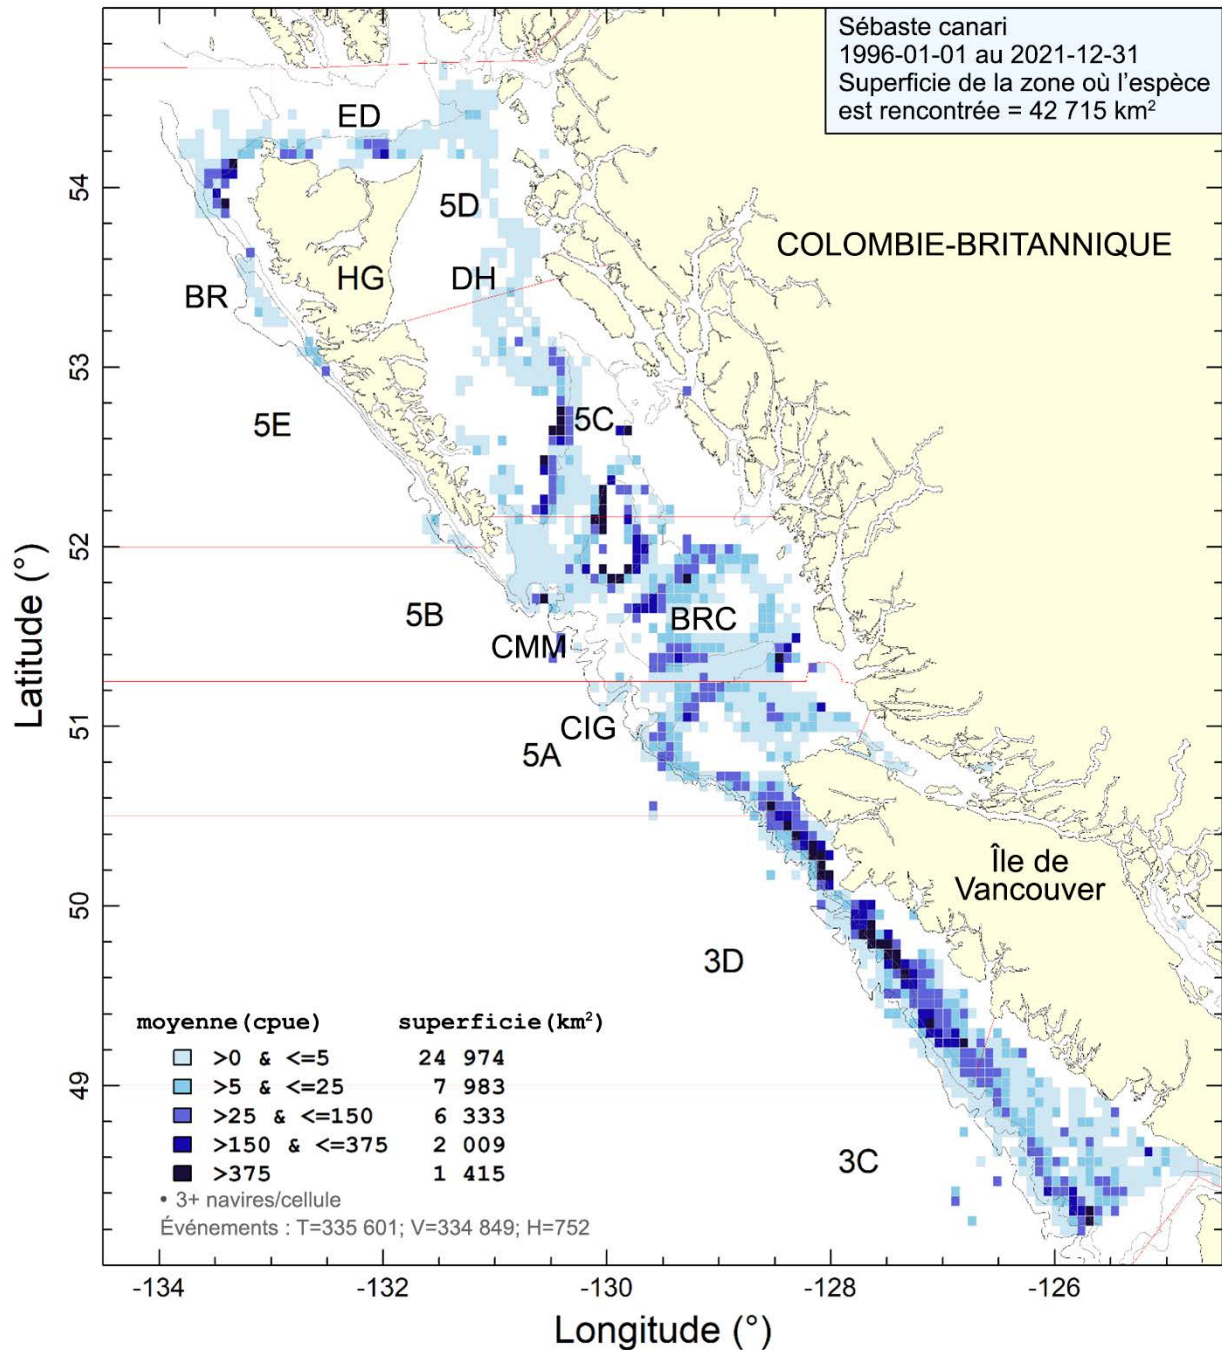 Sébaste canari
1996-01-01 au 2021-12-31
Superficie de la zone où l’espèce
est rencontrée = 42 715 km²
ED
54
5D
COLOMBIE-BRITANNIQUE
HG
DH
BR
53
5C
5E
52
5B
BRC
CMM
Latitude (°)
51
CIG
5A
Île de
Vancouver
50
3D
moyenne(cpue) superficie(km²)
>0 & <=5 24 974
>5 & <=25 7 983
>25 & <=150 6 333
>150 & <=375 2 009
>375 1 415
49
3C
• 3+ navires/cellule
Événements : T=335 601; V=334 849; H=752
-134 -132 -130 -128 -126
Longitude (°)